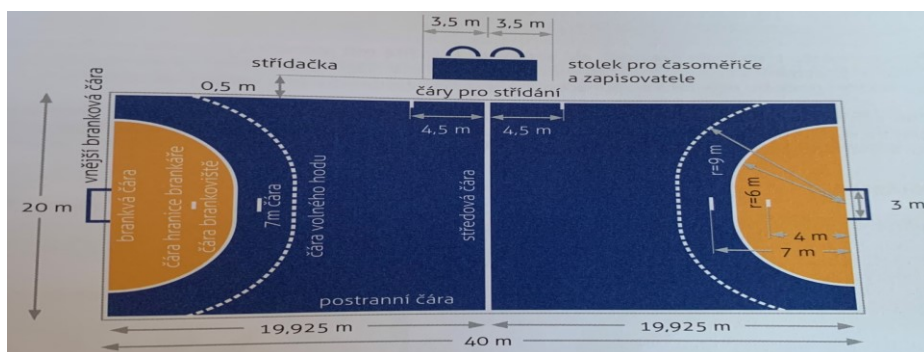 3,5 m
3,5 m
střídačka
stolek pro časoměřiče
a zapisovatele
0,5 m
čáry pro střídání
4,5 m
4,5 m
vnější branková čára
20 m
brankvá čára
čára hranice brankáře
čára brankoviště
7m čára
čára volného hodu
středová čára
r=9 m
r=6 m
3 m
4 m
7 m
postranní čára
19,925 m
19,925 m
40 m